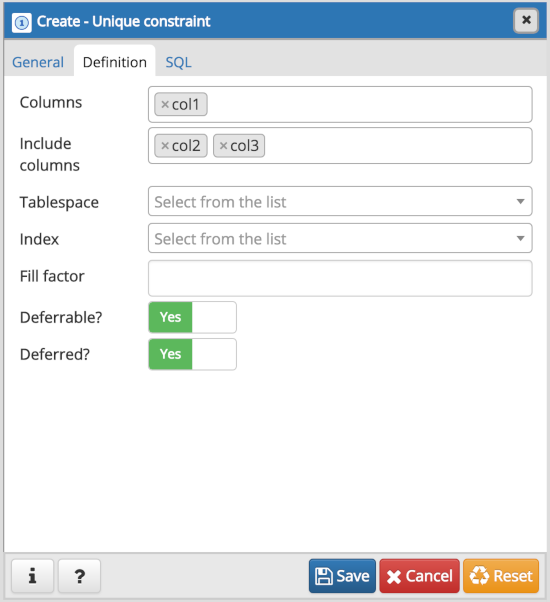 Create - Unique constraint
General Definition SQL
Columns ×col1
Include columns ×col2 ×col3
Tablespace Select from the list
Index Select from the list
Fill factor
Deferrable? Yes
Deferred? Yes
i ? Save Cancel Reset